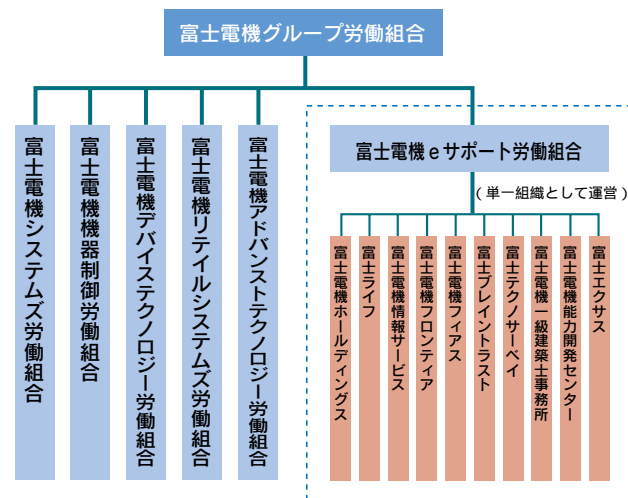 富士電機グループ労働組合
富士電機システムズ労働組合
富士電機機器制御労働組合
富士電機デバイステクノロジー労働組合
富士電機リテイルシステムズ労働組合
富士電機アドバンストテクノロジー労働組合
富士電機eサポート労働組合
(単一組織として運営)
富士電機ホールディングス
富士ライフ
富士電機情報サービス
富士電機フロンティア
富士電機フィアス
富士ブレイントラスト
富士テクノサーベイ
富士電機一級建築士事務所
富士電機能力開発センター
富士エクサス